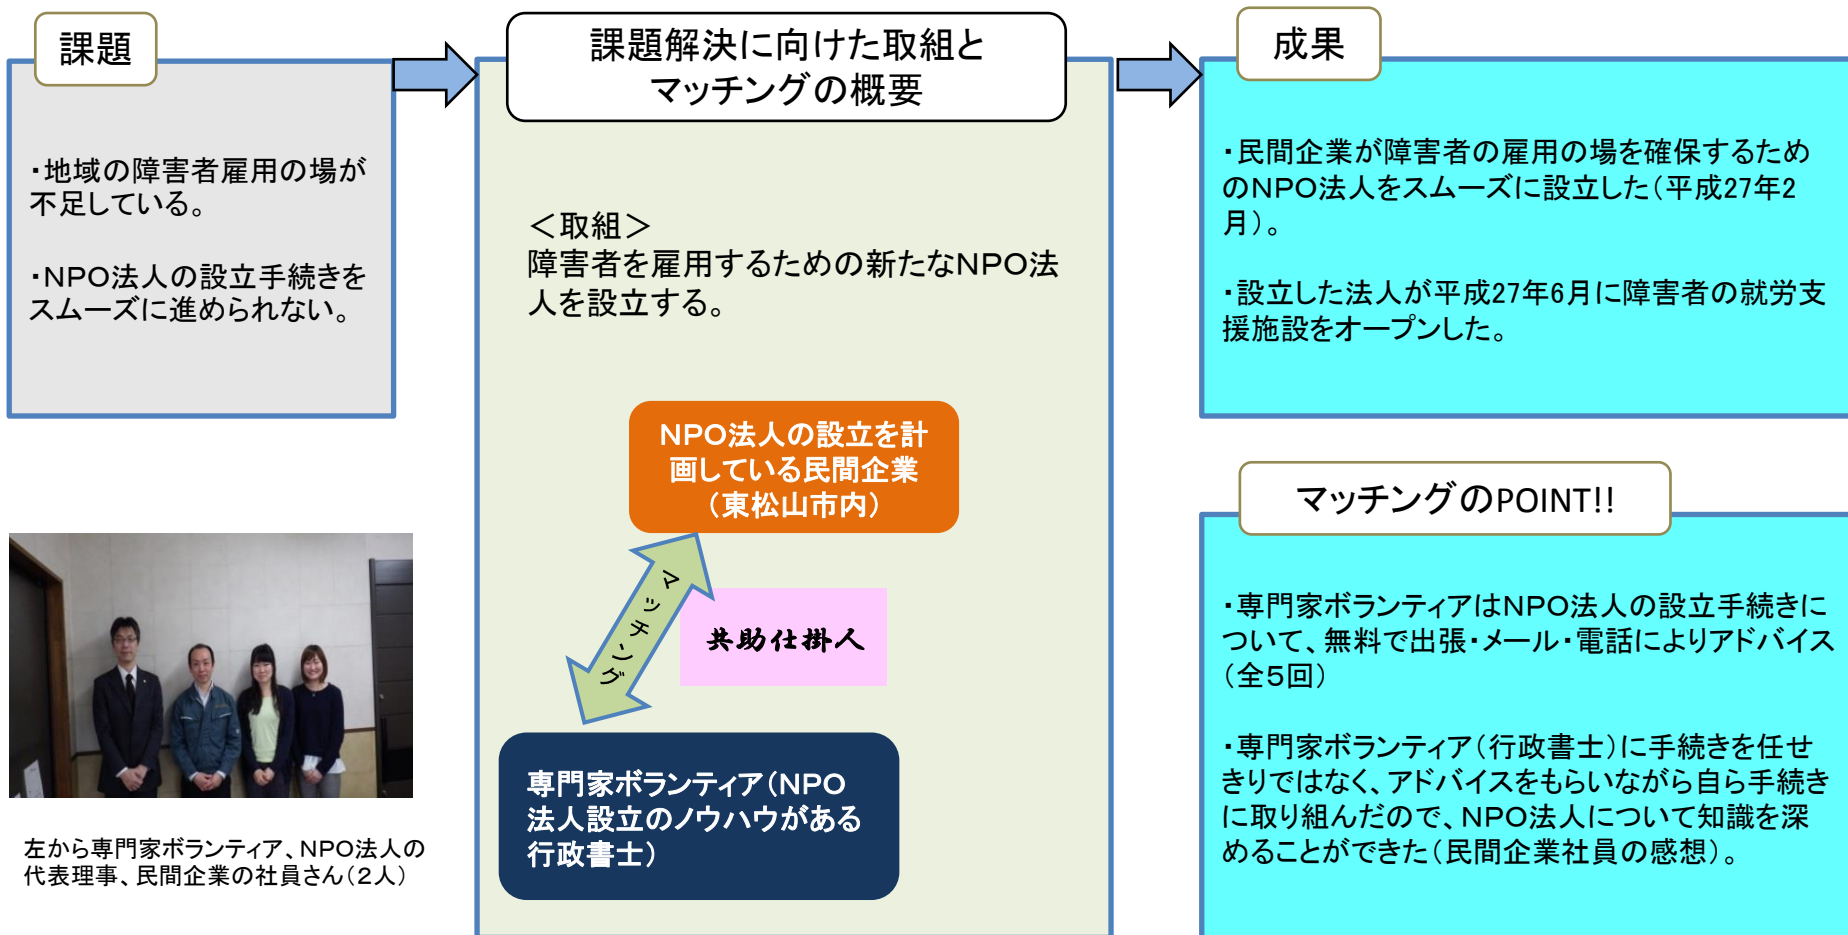 課題
・地域の障害者雇用の場が
不足している。
・NPO法人の設立手続きを
スムーズに進められない。
左から専門家ボランティア、NPO法人の
代表理事、民間企業の社員さん(2人)
課題解決に向けた取組と
マッチングの概要
<取組>
障害者を雇用するための新たなNPO法
人を設立する。
NPO法人の設立を計
画している民間企業
(東松山市内)
マッチング
共助仕掛人
専門家ボランティア(NPO
法人設立のノウハウがある
行政書士)
成果
・民間企業が障害者の雇用の場を確保するため
のNPO法人をスムーズに設立した(平成27年2
月)。
・設立した法人が平成27年6月に障害者の就労支
援施設をオープンした。
マッチングのPOINT!!
・専門家ボランティアはNPO法人の設立手続きに
ついて、無料で出張・メール・電話によりアドバイス
(全5回)
・専門家ボランティア(行政書士)に手続きを任せ
きりではなく、アドバイスをもらいながら自ら手続き
に取り組んだので、NPO法人について知識を深
めることができた(民間企業社員の感想)。